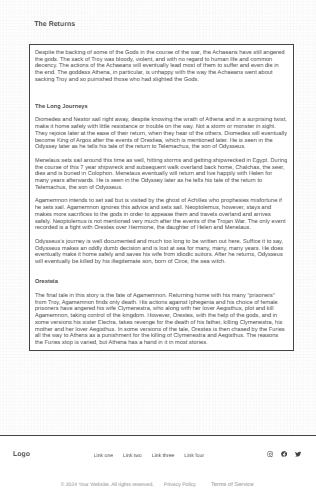 The Returns
Despite the backing of some of the Gods in the course of the war, the Achaeans have still angered
the gods. The sack of Troy was bloody, violent, and with no regard to human life and common
decency. The actions of the Achaeans will eventually lead most of them to suffer and even die in
the end. The goddess Athena, in particular, is unhappy with the way the Achaeans went about
sacking Troy and so punished those who had slighted the Gods.
The Long Journeys
Diomedes and Nestor sail right away, despite knowing the wrath of Athena and in a surprising twist,
make it home safely with little resistance or trouble on the way. Not a storm or monster in sight.
They rejoice later at the ease of their return, when they hear of the others. Diomedes will eventually
become King of Argos after the events of Orestes, which is mentioned later. He is seen in the
Odyssey later as he tells his tale of the return to Telemachus, the son of Odysseus.
Menelaus sets sail around this time as well, hitting storms and getting shipwrecked in Egypt. During
the course of this 7 year shipwreck and subsequent walk overland back home, Chalchas, the seer,
dies and is buried in Colophon. Menelaus eventually will return and live happily with Helen for
many years afterwards. He is seen in the Odyssey later as he tells his tale of the return to
Telemachus, the son of Odysseus.
Agamemnon intends to set sail but is visited by the ghost of Achilles who prophesies misfortune if
he sets sail. Agamemnon ignores this advice and sets sail. Neoptolemus, however, stays and
makes more sacrifices to the gods in order to appease them and travels overland and arrives
safely. Neoptolemus is not mentioned very much after the events of the Trojan War. The only event
recorded is a fight with Orestes over Hermione, the daughter of Helen and Menelaus.
Odysseus's journey is well documented and much too long to be written out here. Suffice it to say,
Odysseus makes an oddly dumb decision and is lost at sea for many, many, many years. He does
eventually make it home safely and saves his wife from idiodic suitors. After he returns, Odysseus
will eventually be killed by his illegitimate son, born of Circe, the sea witch.
Oresteia
The final tale in this story is the fate of Agamemnon. Returning home with his many "prisoners"
from Troy, Agamemnon finds only death. His actions against Iphegenia and his choice of female
prisoners have angered his wife Clymenestra, who along with her lover Aegisthus, plot and kill
Agamemnon, taking control of the kingdom. However, Orestes, with the help of the gods, and in
some versions his sister Electra, takes revenge for the death of his father, killing Clymenestra, his
mother and her lover Aegisthus. In some versions of the tale, Orestes is then chased by the Furies
all the way to Athens as a punishment for the killing of Clymenestra and Aegisthus. The reasons
the Furies stop is varied, but Athena has a hand in it in most stories.
Logo
Link one Link two Link three Link four
© 2024 Your Website. All rights reserved. Privacy Policy Terms of Service